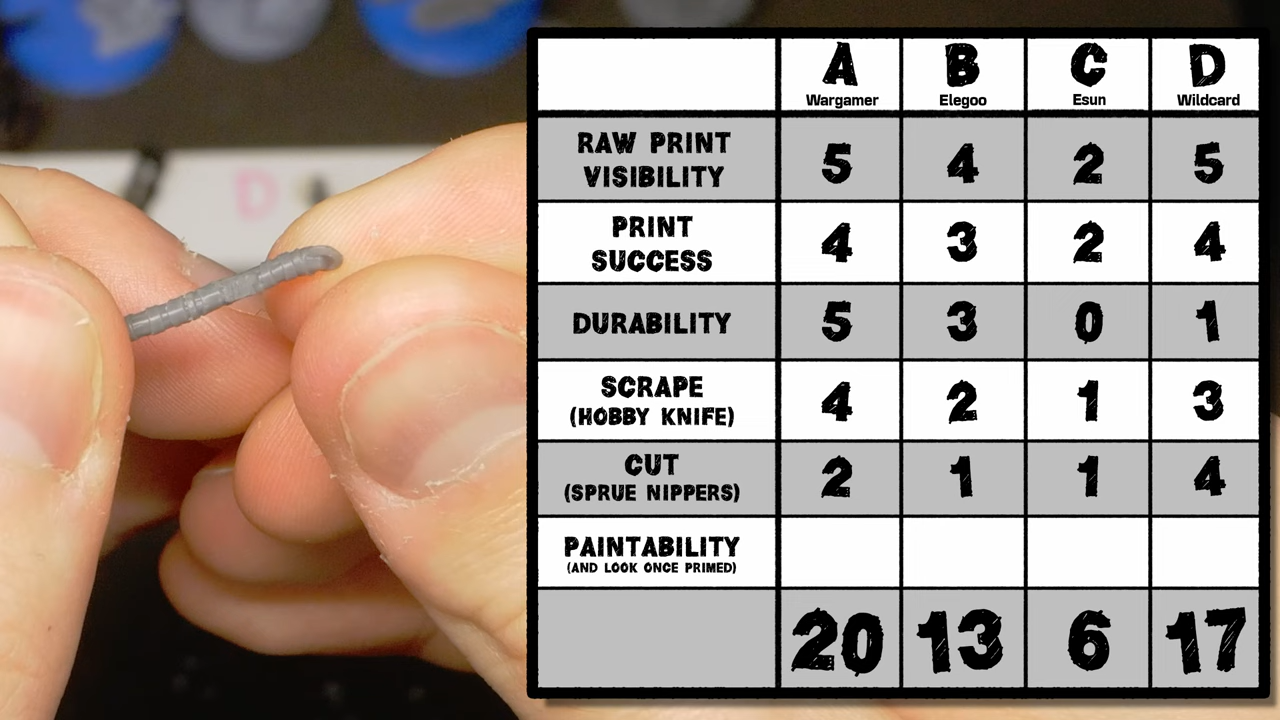 D
A B C D
Wargamer Elegoo Esun Wildcard
RAW PRINT
VISIBILITY
5 4 2 5
PRINT
SUCCESS
4 3 2 4
DURABILITY
5 3 0 1
SCRAPE
(HOBBY KNIFE)
4 2 1 3
CUT
(SPRUE NIPPERS)
2 1 1 4
PAINTABILITY
(AND LOOK ONCE PRIMED)
20 13 6 17